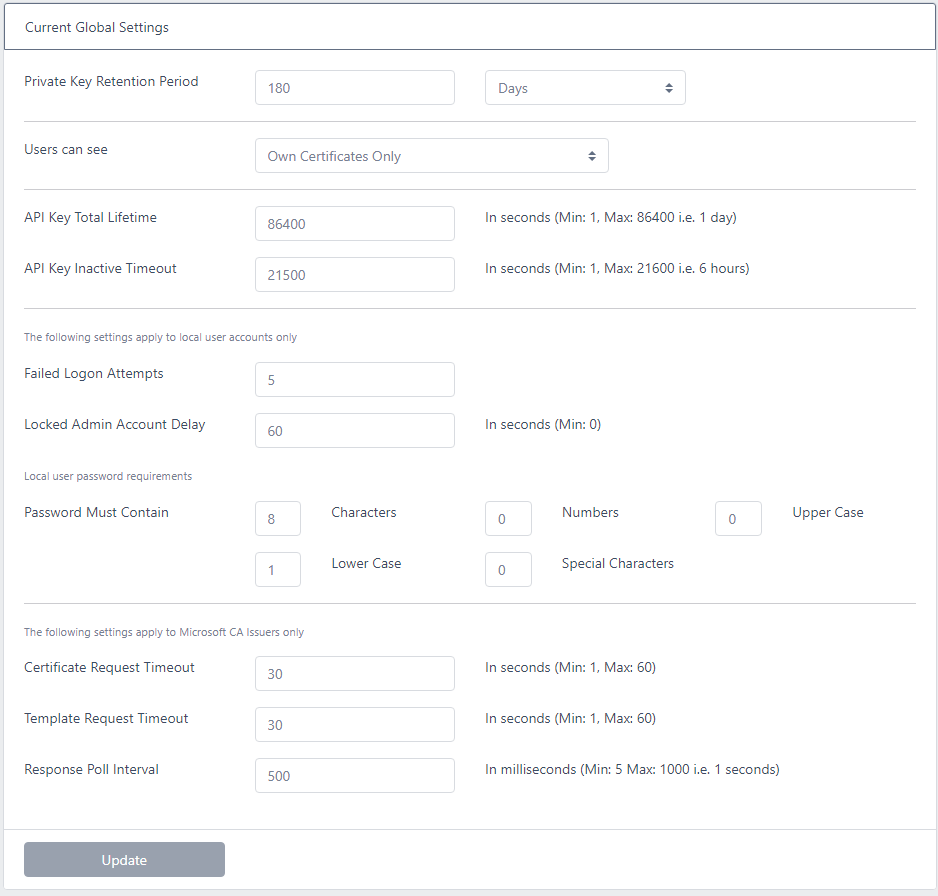 Current Global Settings
Private Key Retention Period 180 Days
Users can see Own Certificates Only
API Key Total Lifetime 86400 In seconds (Min: 1, Max: 86400 i.e. 1 day)
API Key Inactive Timeout 21500 In seconds (Min: 1, Max: 21600 i.e. 6 hours)
The following settings apply to local user accounts only
Failed Logon Attempts 5
Locked Admin Account Delay 60 In seconds (Min: 0)
Local user password requirements
Password Must Contain 8 Characters 0 Numbers 0 Upper Case
1 Lower Case 0 Special Characters
The following settings apply to Microsoft CA Issuers only
Certificate Request Timeout 30 In seconds (Min: 1, Max: 60)
Template Request Timeout 30 In seconds (Min: 1, Max: 60)
Response Poll Interval 500 In milliseconds (Min: 5 Max: 1000 i.e. 1 seconds)
Update